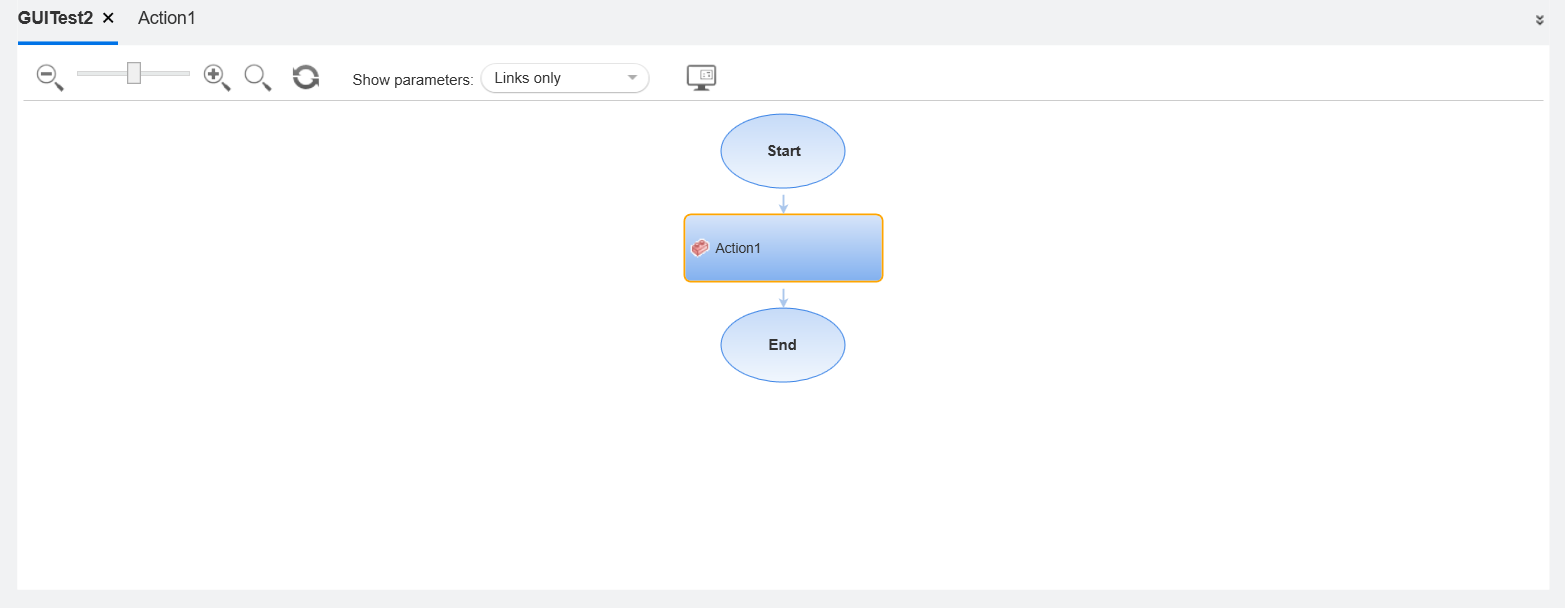 GUITest2 Action1
Show parameters: Links only
Start
Action1
End